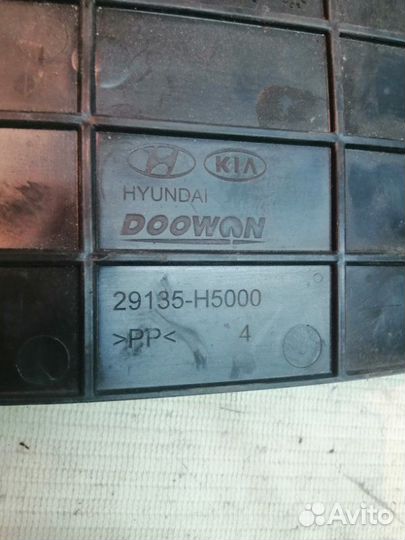 KIA
HYUNDAI
DOOWON
29135-H5000
>PP< 4
Avito